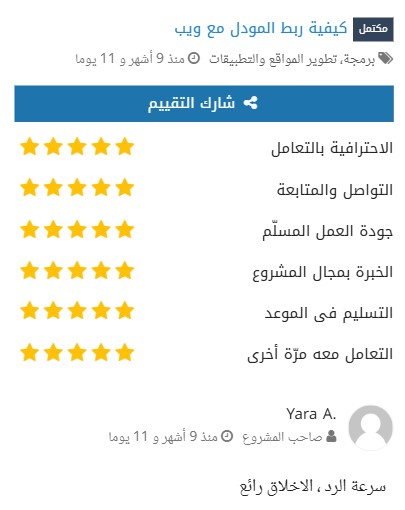 مكتمل كيفية ربط المودل مع ويب
برمجة، تطوير المواقع والتطبيقات منذ 9 أشهر و 11 يوما
شارك التقييم
الاحترافية بالتعامل
التواصل والمتابعة
جودة العمل المسلّم
الخبرة بمجال المشروع
التسليم فى الموعد
التعامل معه مرّة أخرى
Yara A.
صاحب المشروع منذ 9 أشهر و 11 يوما
سرعة الرد ، الاخلاق رائع